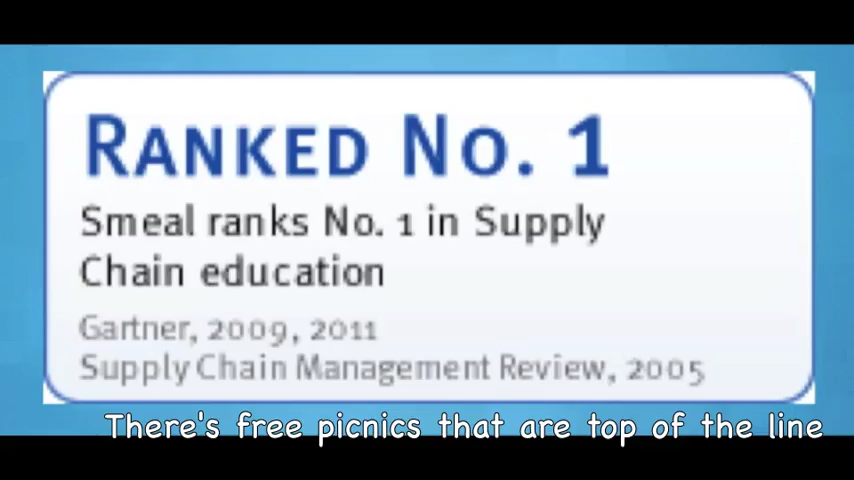 Ranked No. 1
Smeal ranks No. 1 in Supply
Chain education
Gartner, 2009, 2011
Supply Chain Management Review, 2005
There's free picnics that are top of the line